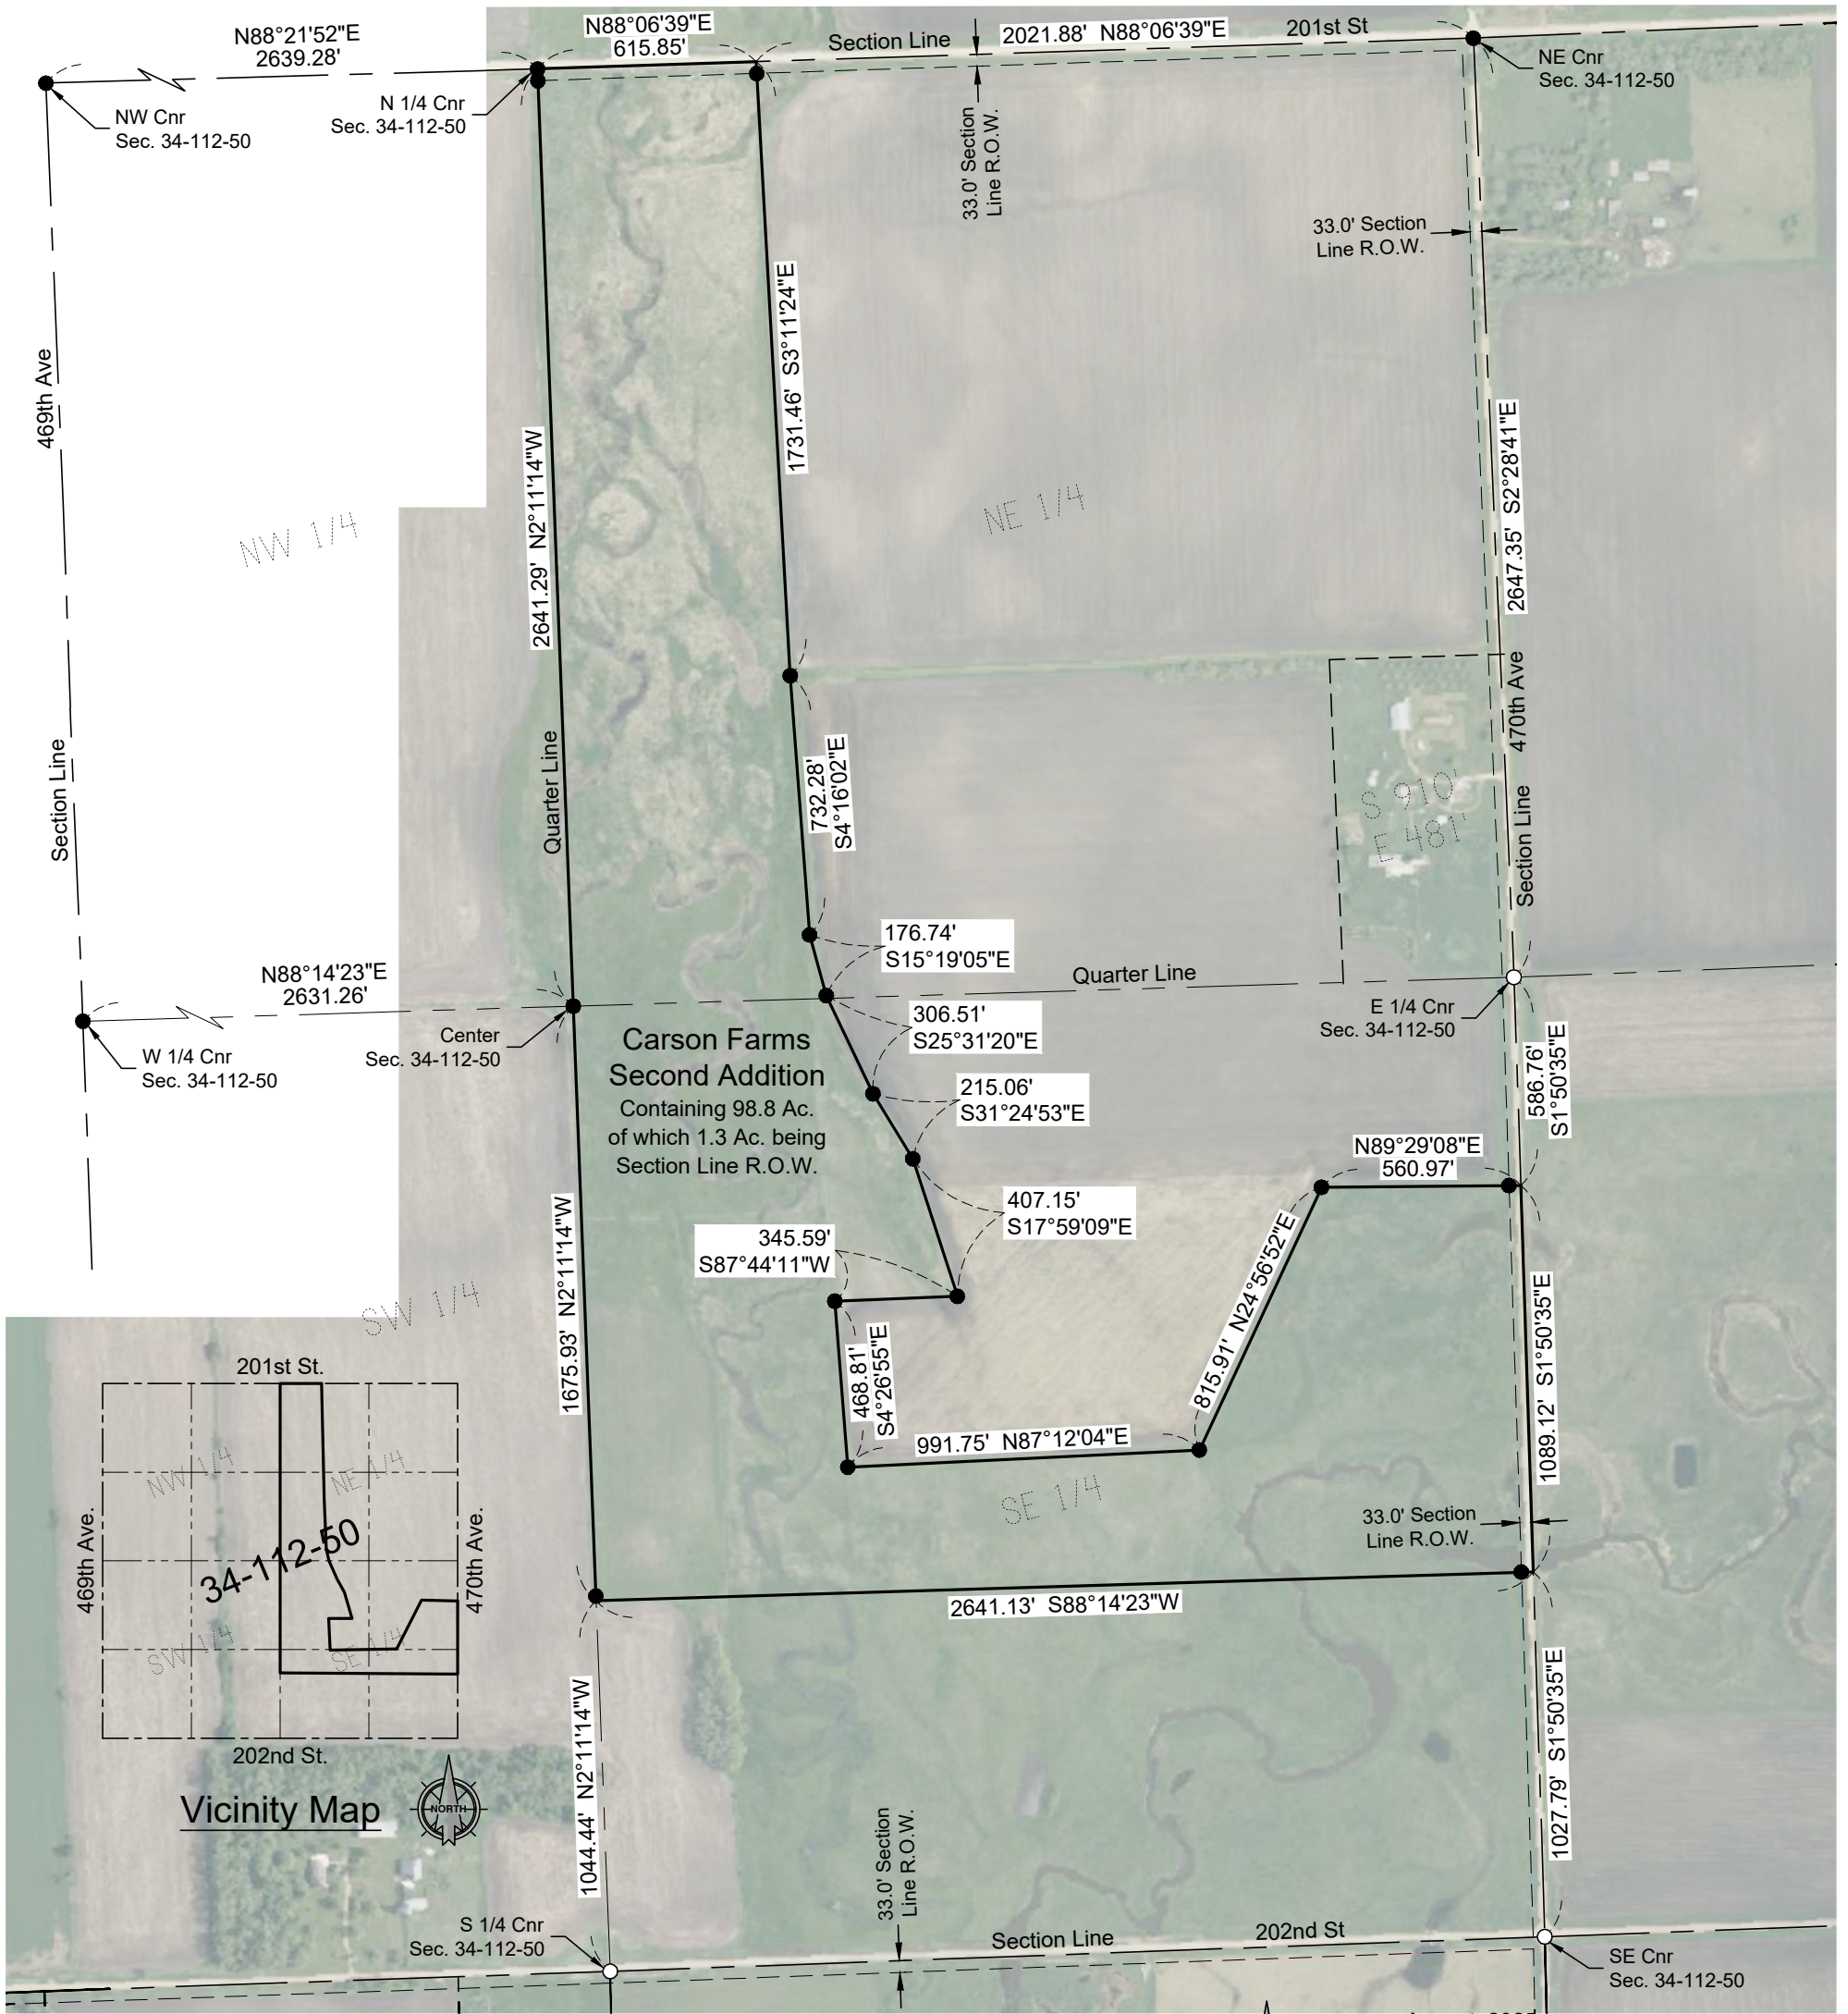 N88°21'52"E
2639.28'
N88°06'39"E
615.85'
Section Line
2021.88' N88°06'39"E
201st St
NE Cnr
Sec. 34-112-50
N 1/4 Cnr
Sec. 34-112-50
NW Cnr
Sec. 34-112-50
33.0' Section
Line R.O.W.
33.0' Section
Line R.O.W.
469th Ave
1731.46' S3°11'24"E
2641.29' N2°11'14"W
2647.35' S2°28'41"E
NW 1/4
NE 1/4
470th Ave
Section Line
Quarter Line
732.28'
S4°16'02"E
S 910'
E 481'
Section Line
176.74'
S15°19'05"E
N88°14'23"E
2631.26'
Quarter Line
E 1/4 Cnr
Sec. 34-112-50
306.51'
S25°31'20"E
Center
Sec. 34-112-50
W 1/4 Cnr
Sec. 34-112-50
Carson Farms
Second Addition
Containing 98.8 Ac.
of which 1.3 Ac. being
Section Line R.O.W.
586.76'
S1°50'35"E
215.06'
S31°24'53"E
N89°29'08"E
560.97'
407.15'
S17°59'09"E
345.59'
S87°44'11"W
1675.93' N2°11'14"W
815.91' N24°56'52"E
1089.12' S1°50'35"E
SW 1/4
468.81'
S4°26'55"E
991.75' N87°12'04"E
SE 1/4
33.0' Section
Line R.O.W.
2641.13' S88°14'23"W
201st St.
NW 1/4
NE 1/4
469th Ave.
34-112-50
470th Ave.
SW 1/4
SE 1/4
202nd St.
Vicinity Map
NORTH
1044.44' N2°11'14"W
1027.79' S1°50'35"E
33.0' Section
Line R.O.W.
S 1/4 Cnr
Sec. 34-112-50
Section Line
202nd St
SE Cnr
Sec. 34-112-50